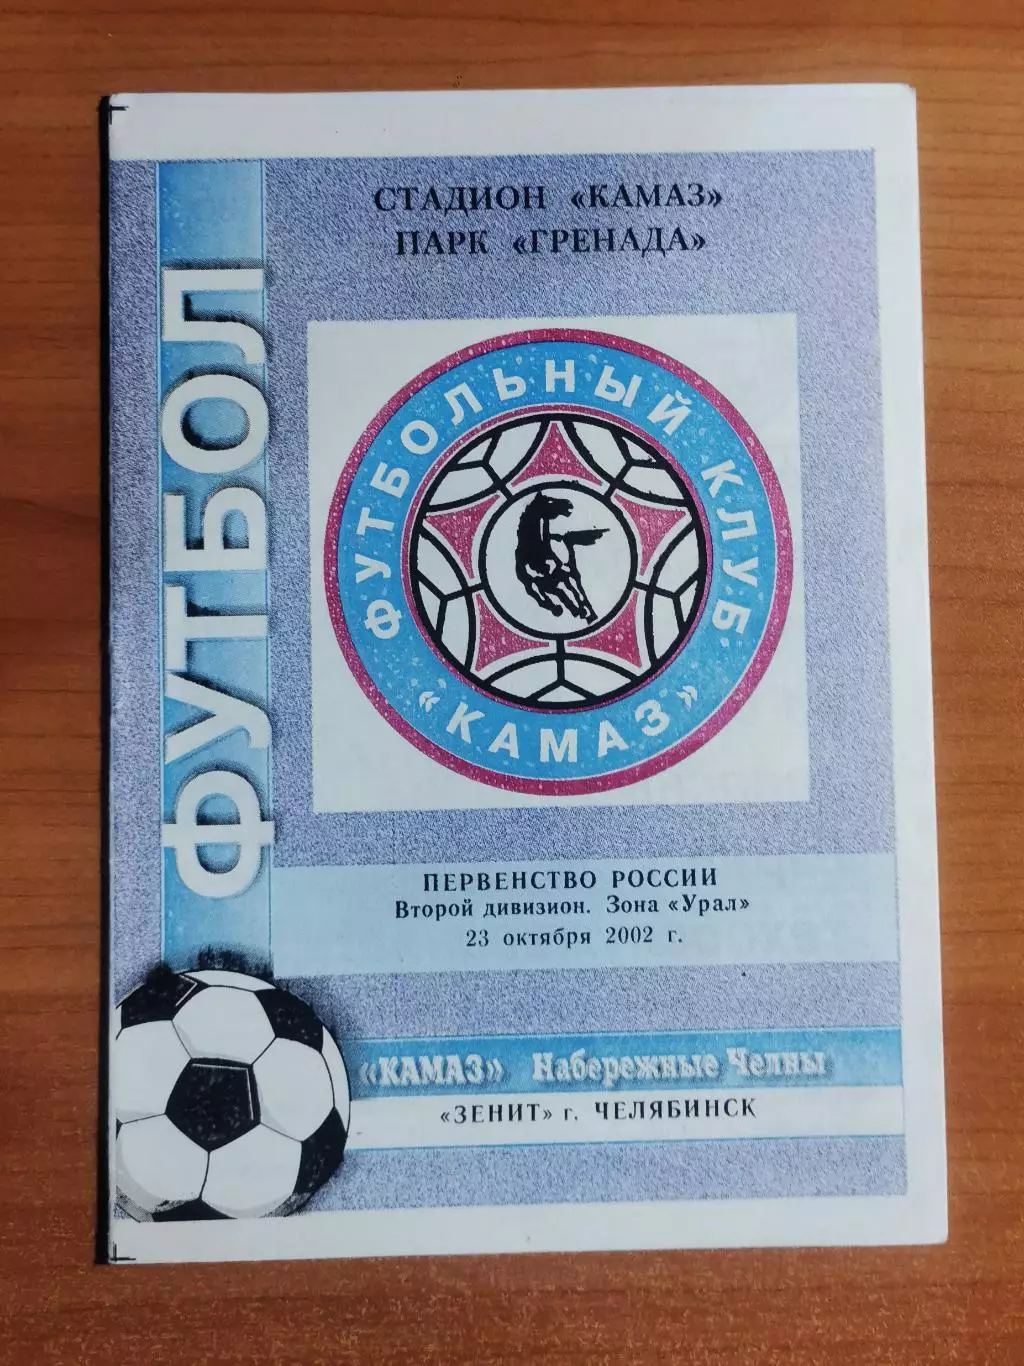 СТАДИОН «КАМАЗ»
ПАРК «ГРЕНАДА»
ФУТБОЛ
ФУТБОЛЬНЫЙ КЛУБ
«КАМАЗ»
ПЕРВЕНСТВО РОССИИ
Второй дивизион. Зона «Урал»
23 октября 2002 г.
«КАМАЗ» Набережные Челны
«ЗЕНИТ» г. ЧЕЛЯБИНСК